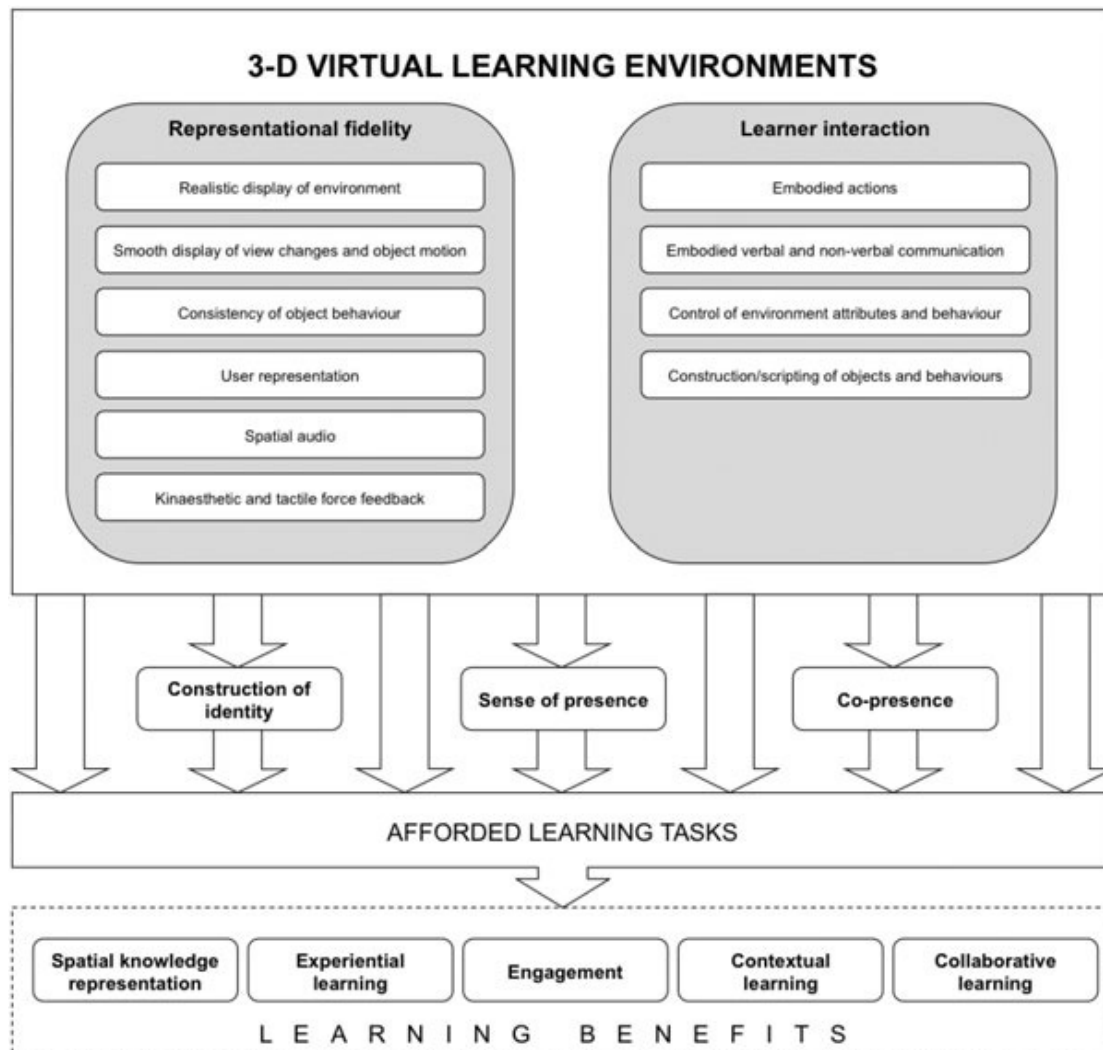 3-D VIRTUAL LEARNING ENVIRONMENTS
Representational fidelity
Realistic display of environment
Smooth display of view changes and object motion
Consistency of object behaviour
User representation
Spatial audio
Kinaesthetic and tactile force feedback
Learner interaction
Embodied actions
Embodied verbal and non-verbal communication
Control of environment attributes and behaviour
Construction/scripting of objects and behaviours
Construction of
identity
Sense of presence
Co-presence
AFFORDED LEARNING TASKS
Spatial knowledge
representation
Experiential
learning
Engagement
Contextual
learning
Collaborative
learning
LEARNING BENEFITS